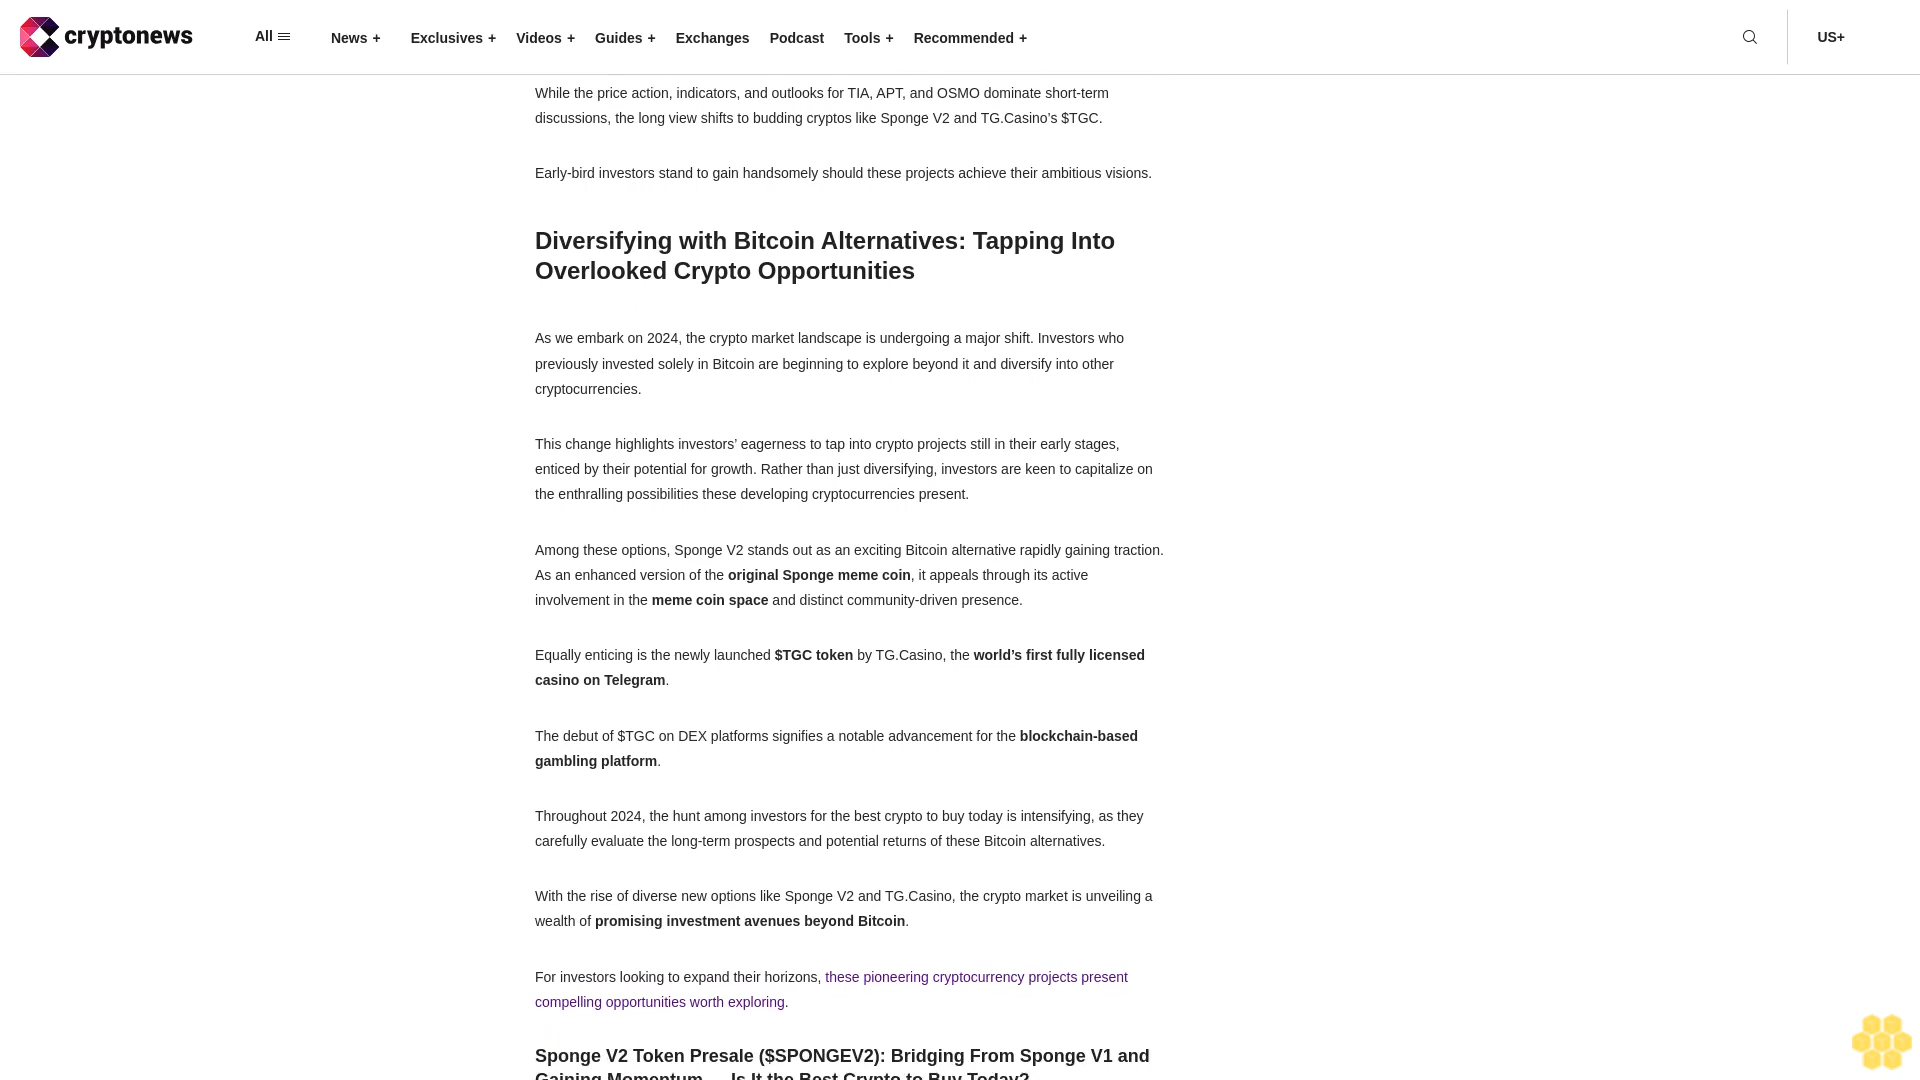 cryptonews
All
News +
Exclusives +
Videos +
Guides +
Exchanges
Podcast
Tools +
Recommended +
US+
While the price action, indicators, and outlooks for TIA, APT, and OSMO dominate short-term
discussions, the long view shifts to budding cryptos like Sponge V2 and TG.Casino’s $TGC.
Early-bird investors stand to gain handsomely should these projects achieve their ambitious visions.
Diversifying with Bitcoin Alternatives: Tapping Into
Overlooked Crypto Opportunities
As we embark on 2024, the crypto market landscape is undergoing a major shift. Investors who
previously invested solely in Bitcoin are beginning to explore beyond it and diversify into other
cryptocurrencies.
This change highlights investors’ eagerness to tap into crypto projects still in their early stages,
enticed by their potential for growth. Rather than just diversifying, investors are keen to capitalize on
the enthralling possibilities these developing cryptocurrencies present.
Among these options, Sponge V2 stands out as an exciting Bitcoin alternative rapidly gaining traction.
As an enhanced version of the original Sponge meme coin, it appeals through its active
involvement in the meme coin space and distinct community-driven presence.
Equally enticing is the newly launched $TGC token by TG.Casino, the world’s first fully licensed
casino on Telegram.
The debut of $TGC on DEX platforms signifies a notable advancement for the blockchain-based
gambling platform.
Throughout 2024, the hunt among investors for the best crypto to buy today is intensifying, as they
carefully evaluate the long-term prospects and potential returns of these Bitcoin alternatives.
With the rise of diverse new options like Sponge V2 and TG.Casino, the crypto market is unveiling a
wealth of promising investment avenues beyond Bitcoin.
For investors looking to expand their horizons, these pioneering cryptocurrency projects present
compelling opportunities worth exploring.
Sponge V2 Token Presale ($SPONGEV2): Bridging From Sponge V1 and
Gaining Momentum — Is It the Best Crypto to Buy Today?